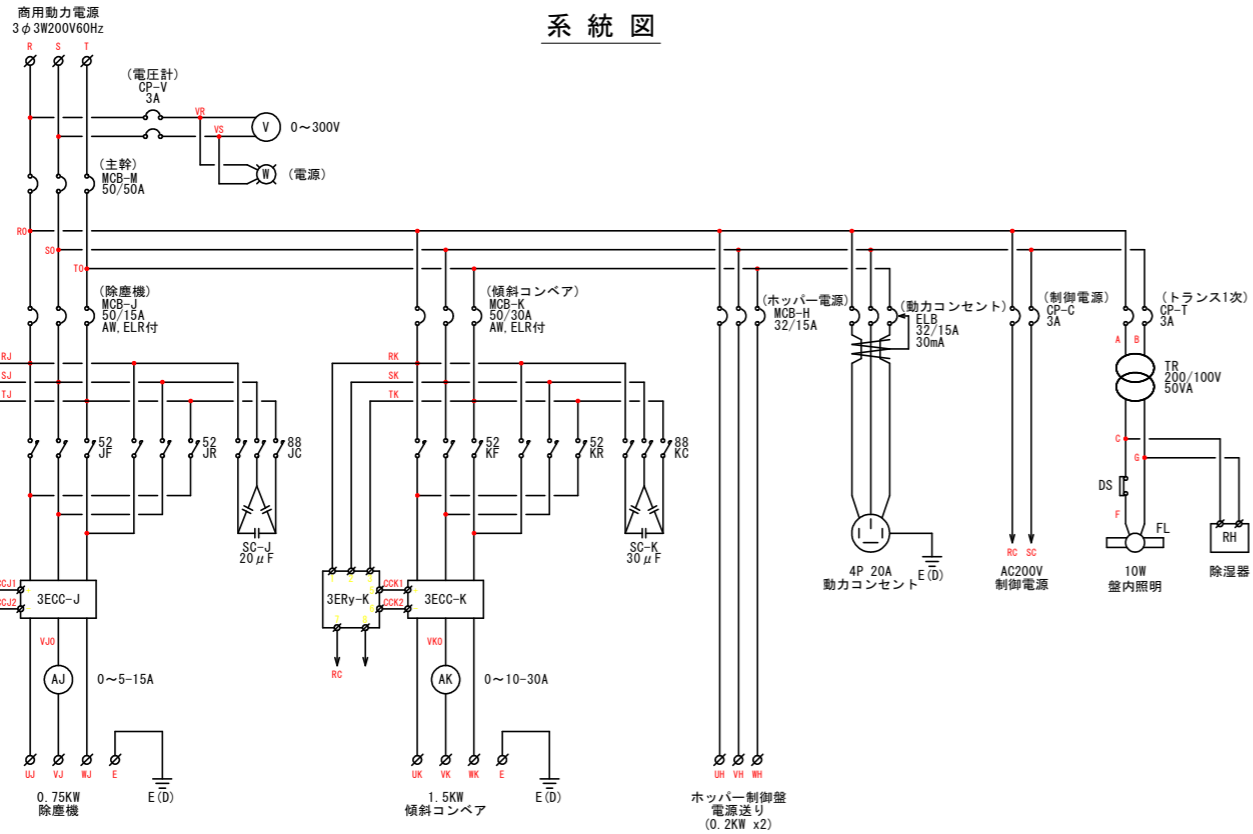 系統図
商用動力電源
3φ3W200V60Hz
R S T
(電圧計)
CP-V
3A
VR
VS
V
0～300V
W
(電源)
(主幹)
MCB-M
50/50A
R0
S0
T0
(除塵機)
MCB-J
50/15A
AW,ELR付
(傾斜コンベア)
MCB-K
50/30A
AW,ELR付
(ホッパー電源)
MCB-H
32/15A
(動力コンセント)
ELB
32/15A
30mA
(制御電源)
CP-C
3A
(トランス1次)
CP-T
3A
A B
TR
200/100V
50VA
RJ
SJ
TJ
RK
SK
TK
52
JF
52
JR
88
JC
52
KF
52
KR
88
KC
C
G
DS
F
FL
RH
SC-J
20μF
SC-K
30μF
4P 20A
動力コンセント
E(D)
RC SC
AC200V
制御電源
10W
盤内照明
除湿器
CCJ1
CCJ2
3ECC-J
3ERy-K
CCK1
CCK2
3ECC-K
VJ0
AJ
0～5-15A
RC
VK0
AK
0～10-30A
UJ VJ WJ E
E(D)
0.75KW
除塵機
UK VK WK E
E(D)
1.5KW
傾斜コンベア
UH VH WH
ホッパー制御盤
電源送り
(0.2KW x2)